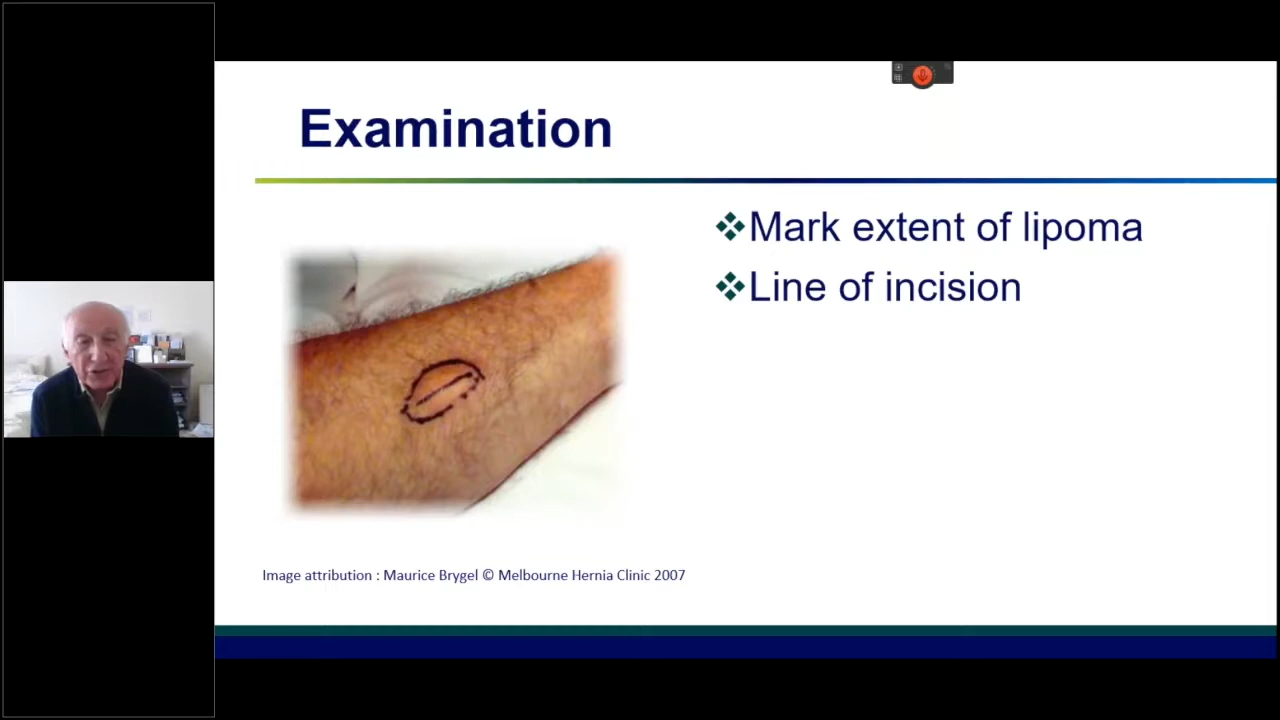 Examination
❖Mark extent of lipoma
❖Line of incision
Image attribution : Maurice Brygel © Melbourne Hernia Clinic 2007